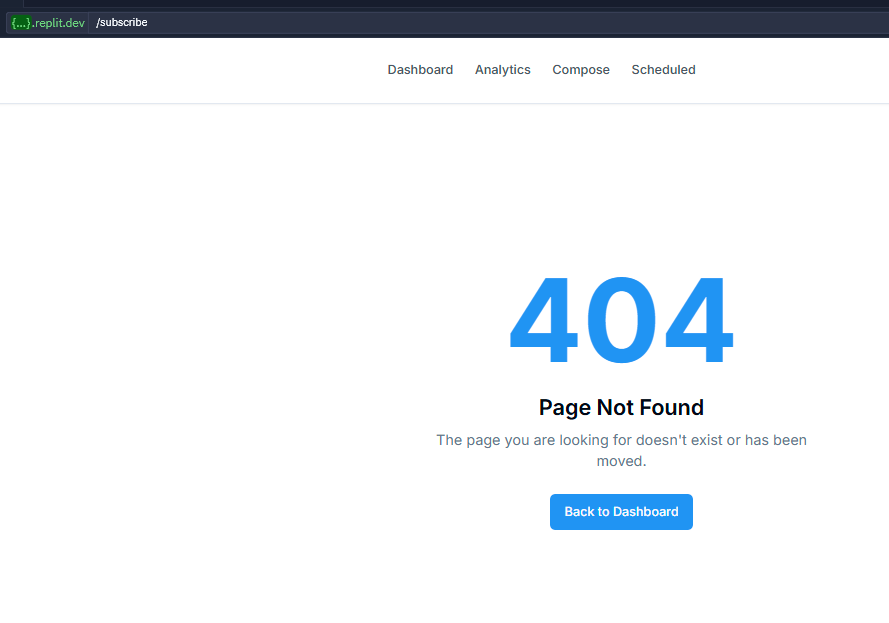 {...}.replit.dev /subscribe
Dashboard Analytics Compose Scheduled
404
Page Not Found
The page you are looking for doesn't exist or has been
moved.
Back to Dashboard